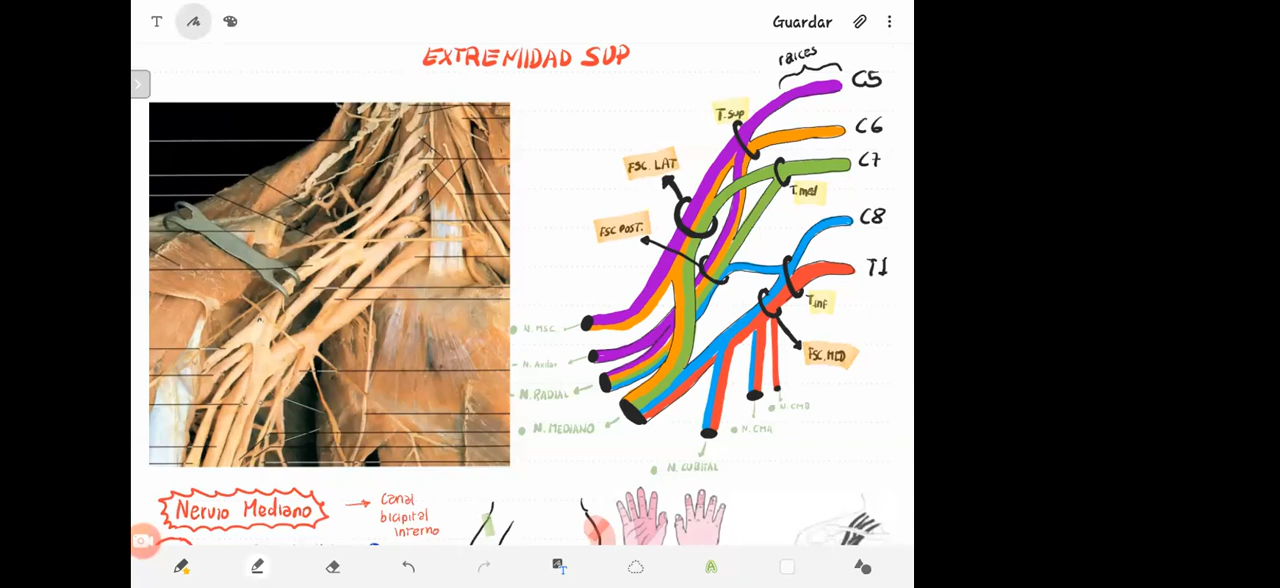 T
Guardar
EXTREMIDAD SUP
raices
C5
T.sup
C6
FSC. LAT
C7
T.med
FSC POST.
C8
T1
T.inf
N. MSC.
FSC. MED
N. Axilar
N. RADIAL
N. CMB
N. MEDIANO
N. CMA
N. CUBITAL
Nervio Mediano
Canal
bicipital
interno